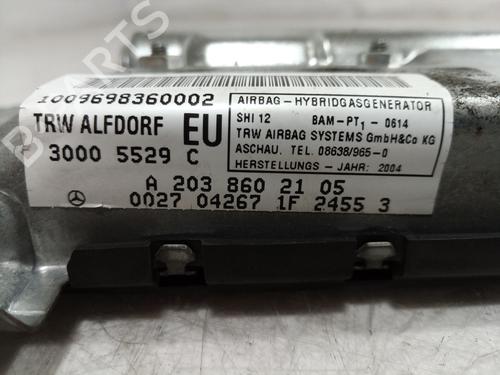 1009698360002
TRW ALFDORF EU
3000 5529 C
AIRBAG-HYBRIDGASGENERATOR
SHI 12 BAM-PT1-0614
TRW AIRBAG SYSTEMS GmbH&Co KG
ASCHAU. TEL. 08638/965-0
HERSTELLUNGS - JAHR: 2004
A 203 860 21 05
0027 04267 1F 2455 3
B-PARTS